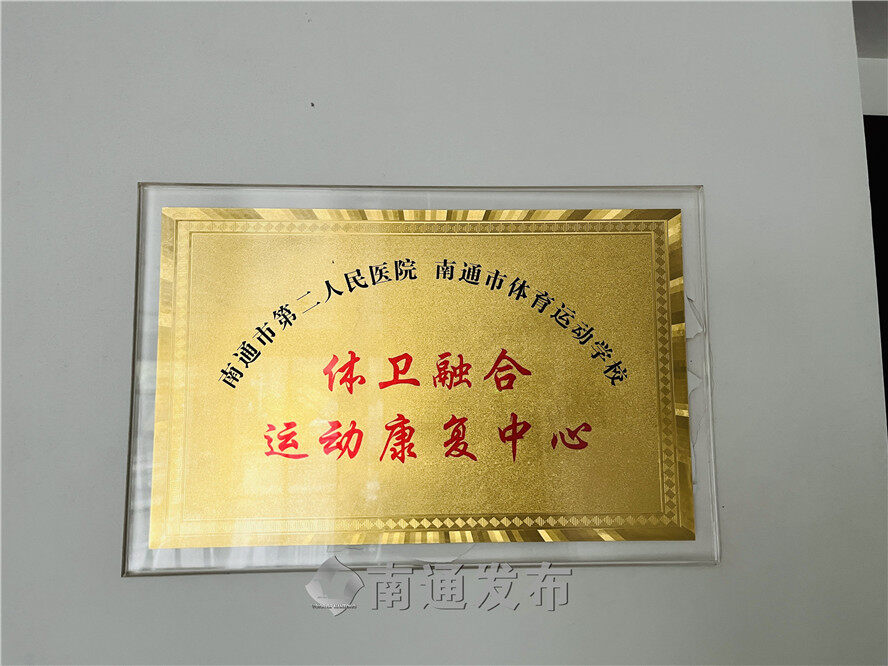 南通市第二人民医院 南通市体育运动学校
体卫融合
运动康复中心
南通发布